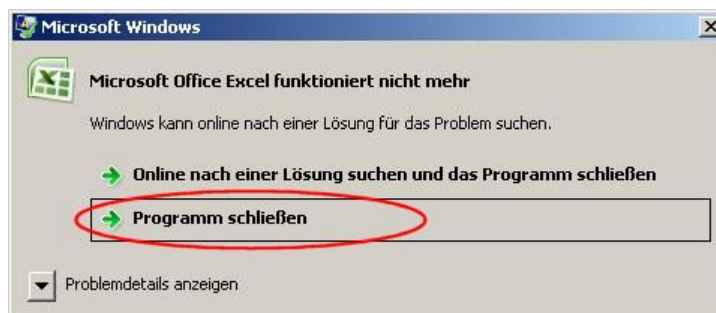 Microsoft Windows
Microsoft Office Excel funktioniert nicht mehr
Windows kann online nach einer Lösung für das Problem suchen.
Online nach einer Lösung suchen und das Programm schließen
Programm schließen
Problemdetails anzeigen